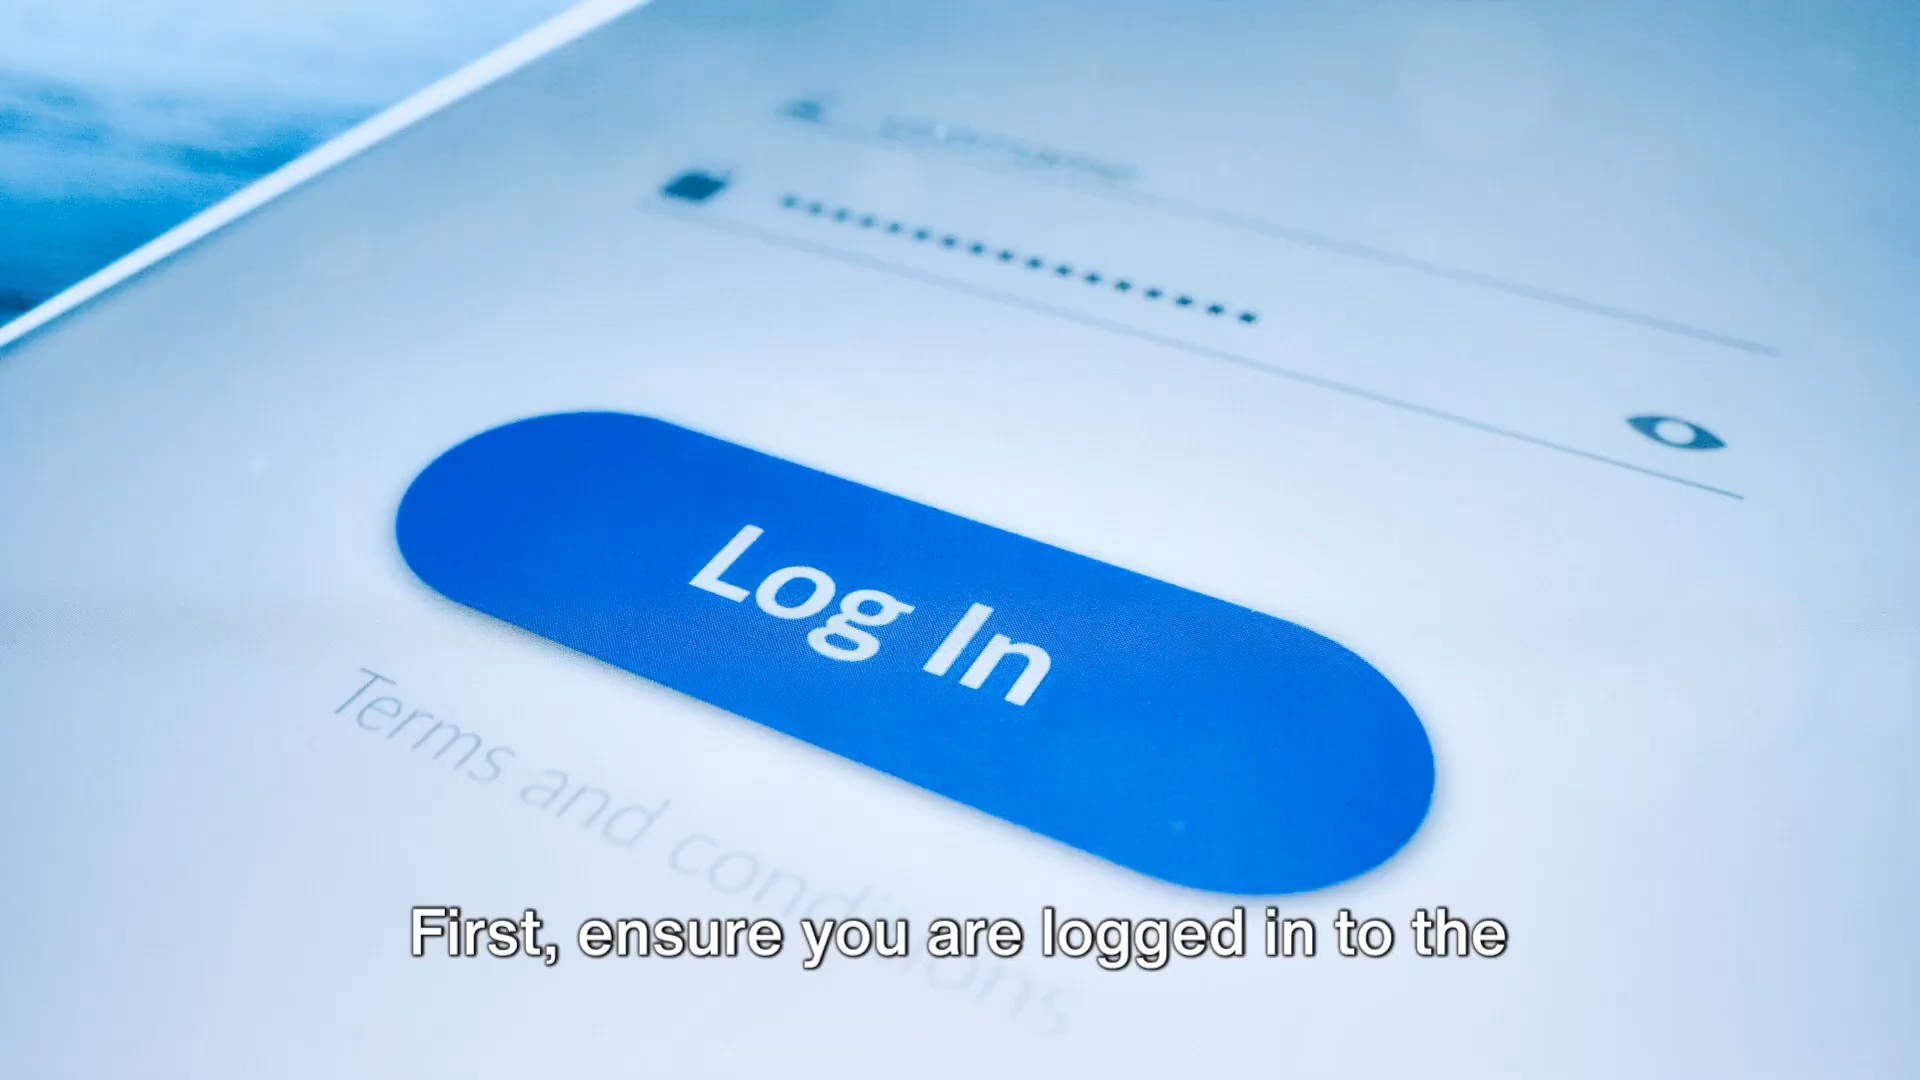 Log In
Terms and conditions
First, ensure you are logged in to the